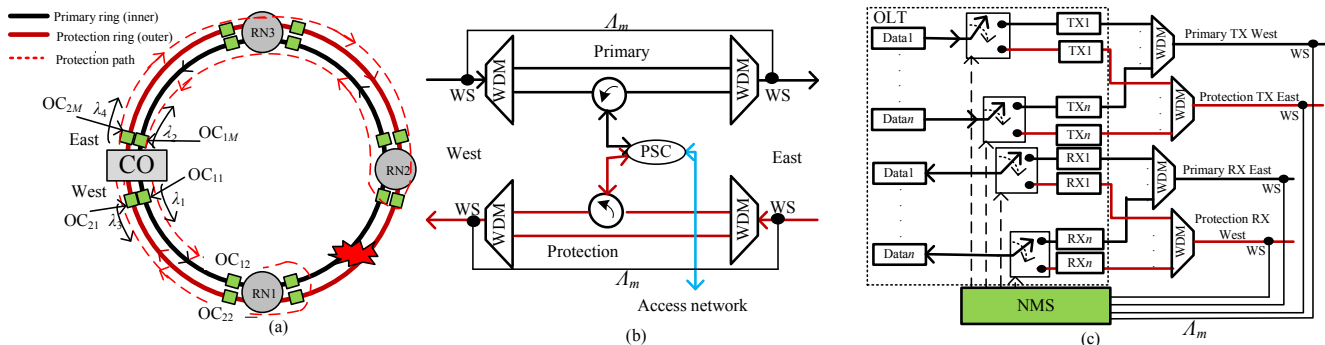 Primary ring (inner)
Protection ring (outer)
Protection path
RN3
OC2M
λ4
λ2
OC1M
East
CO
RN2
West
OC11
OC21
λ3
λ1
OC12
RN1
OC22
(a)
Λm
Primary
WDM
WDM
WS
WS
West
PSC
East
WS
WS
WDM
WDM
Protection
Λm
Access network
(b)
OLT
Data1
TX1
TX1
WDM
Primary TX West
WS
Protection TX East
WS
Datan
TXn
TXn
WDM
Data1
RX1
RX1
WDM
Primary RX East
WS
Protection RX
West
WS
Datan
RXn
RXn
WDM
NMS
Λm
(c)